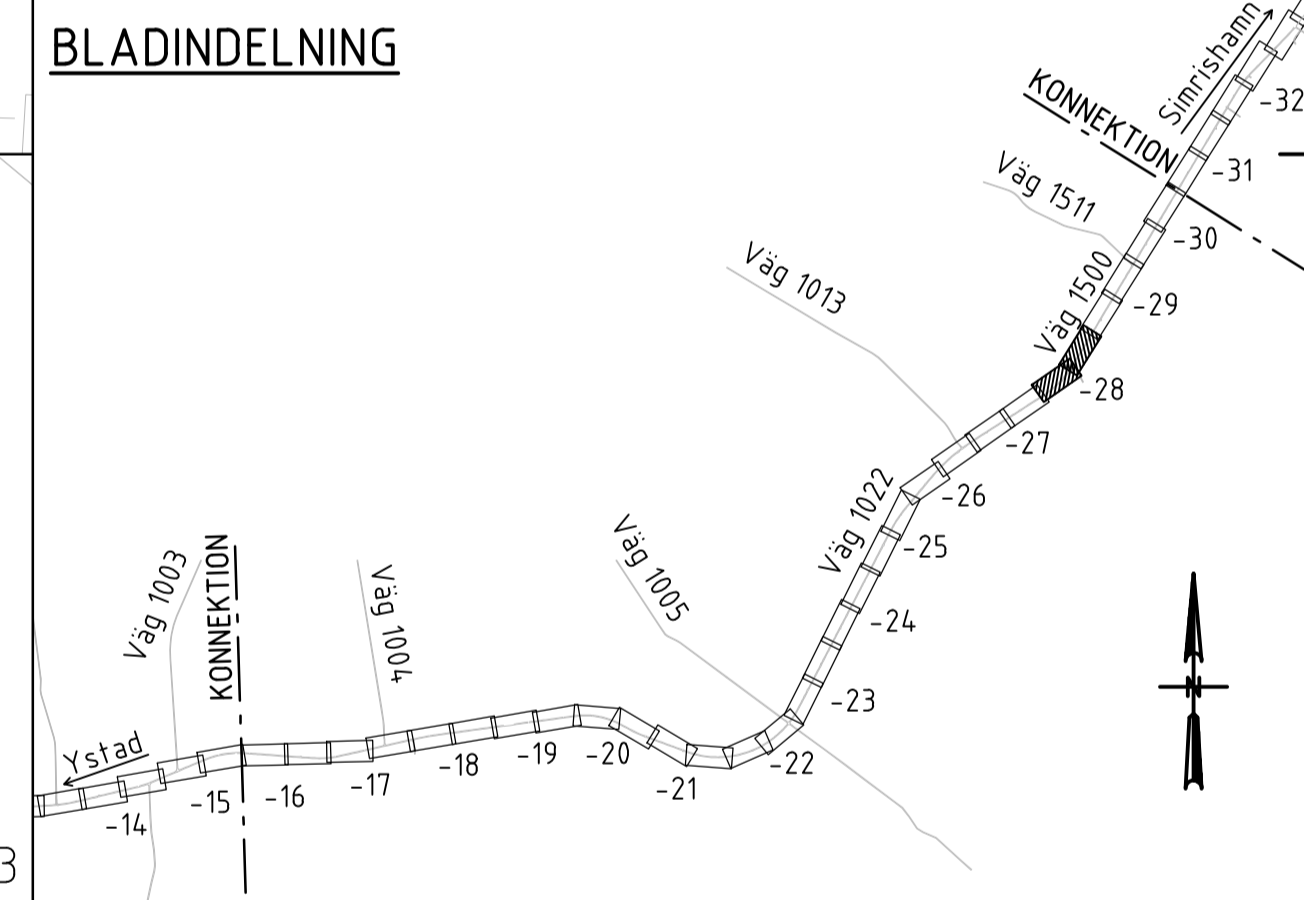 BLADINDELNING
Simrishamn
KONNEKTION
-32
-31
Väg 1511
-30
Väg 1013
Väg 1500
-29
-28
-27
Väg 1022
-26
Väg 1005
-25
KONNEKTION
Väg 1003
Väg 1004
-24
N
-23
Ystad
-22
-21
-20
-19
-18
-17
-16
-15
-14
3